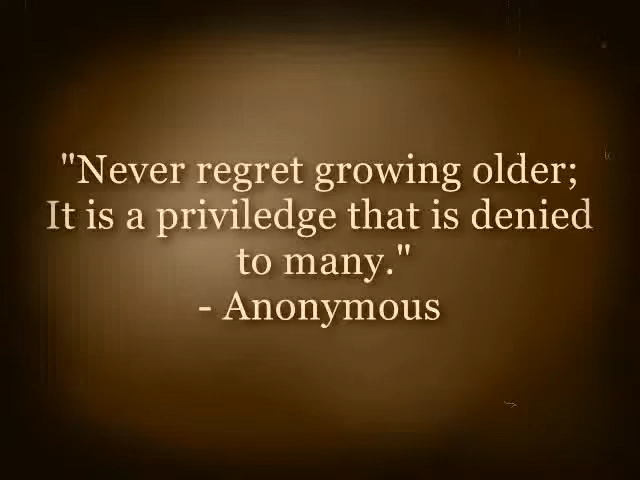 "Never regret growing older;
It is a priviledge that is denied
to many."
- Anonymous